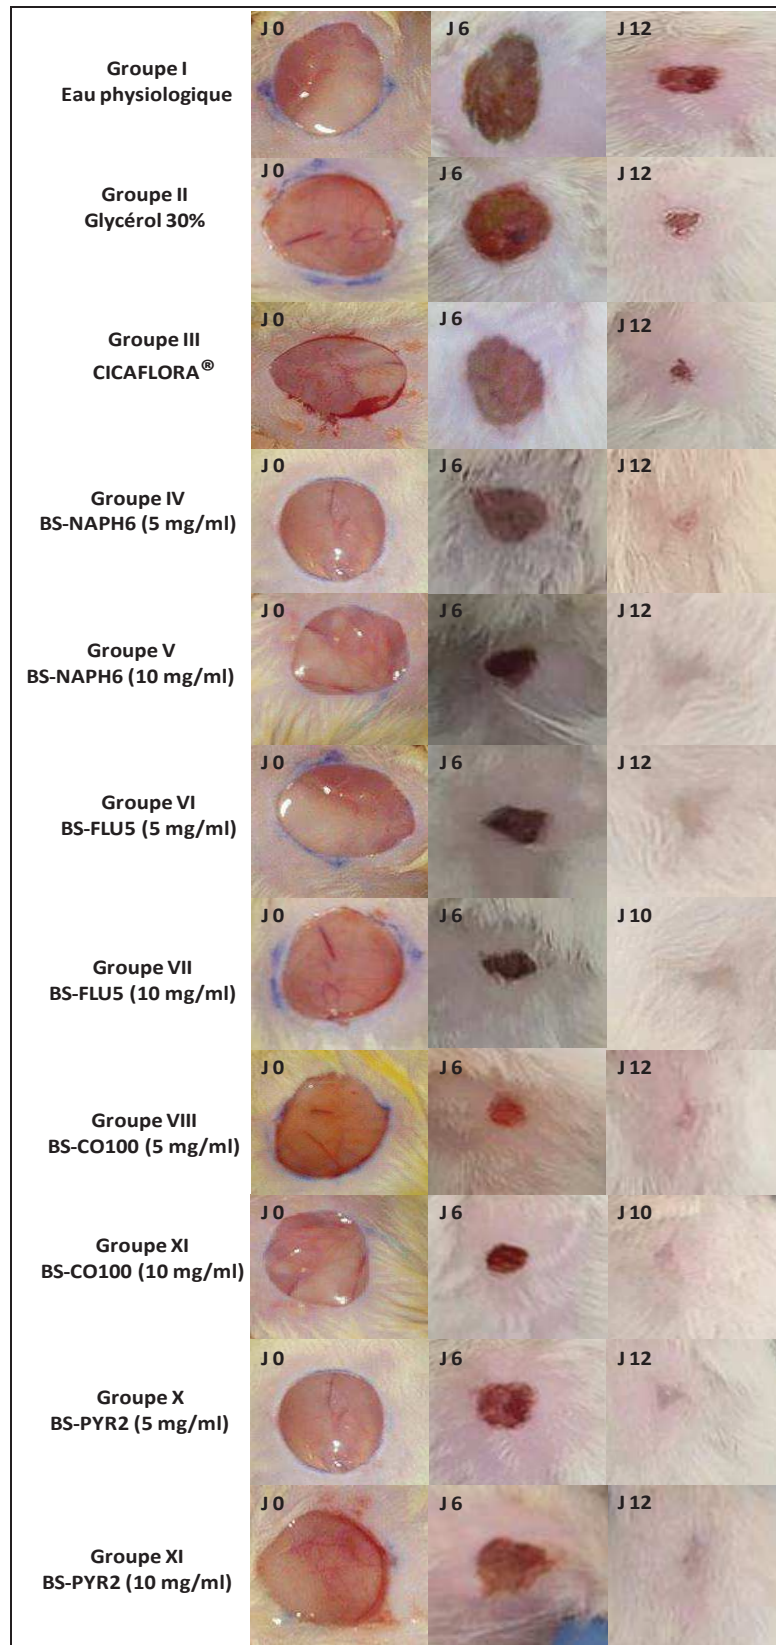 J 0 J 6 J 12
Groupe I
Eau physiologique
J 0 J 6 J 12
Groupe II
Glycérol 30%
J 0 J 6 J 12
Groupe III
CICAFLORA®
J 0 J 6 J 12
Groupe IV
BS-NAPH6 (5 mg/ml)
J 0 J 6 J 12
Groupe V
BS-NAPH6 (10 mg/ml)
J 0 J 6 J 12
Groupe VI
BS-FLU5 (5 mg/ml)
J 0 J 6 J 10
Groupe VII
BS-FLU5 (10 mg/ml)
J 0 J 6 J 12
Groupe VIII
BS-CO100 (5 mg/ml)
J 0 J 6 J 10
Groupe XI
BS-CO100 (10 mg/ml)
J 0 J 6 J 12
Groupe X
BS-PYR2 (5 mg/ml)
J 0 J 6 J 12
Groupe XI
BS-PYR2 (10 mg/ml)